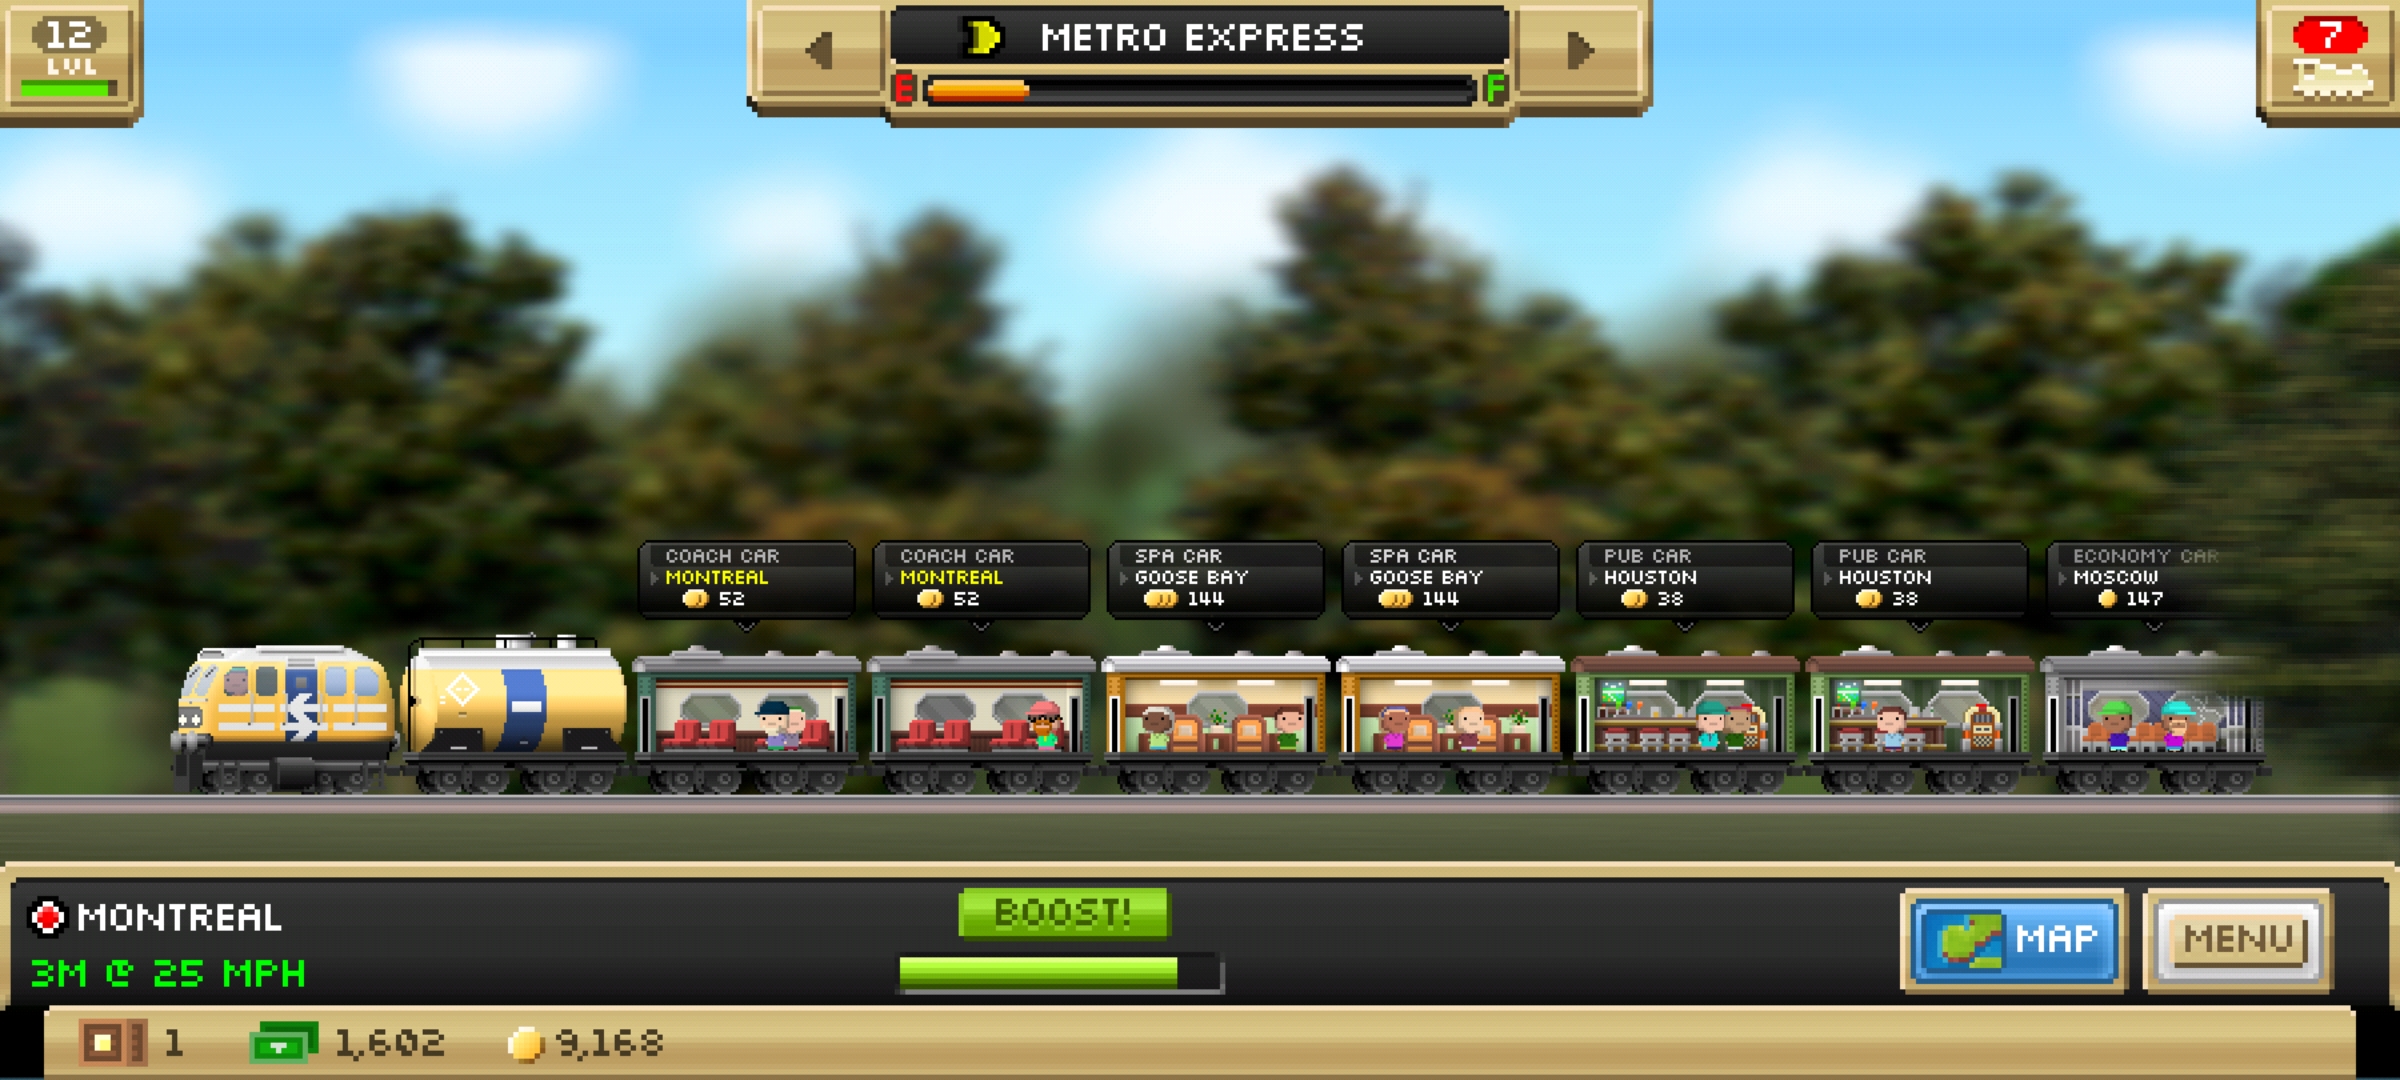 12
LVL
METRO EXPRESS
E F
7
COACH CAR
MONTREAL
52
COACH CAR
MONTREAL
52
SPA CAR
GOOSE BAY
144
SPA CAR
GOOSE BAY
144
PUB CAR
HOUSTON
38
PUB CAR
HOUSTON
38
ECONOMY CAR
MOSCOW
147
MONTREAL
3M @ 25 MPH
BOOST!
MAP
MENU
1 1,602 9,168